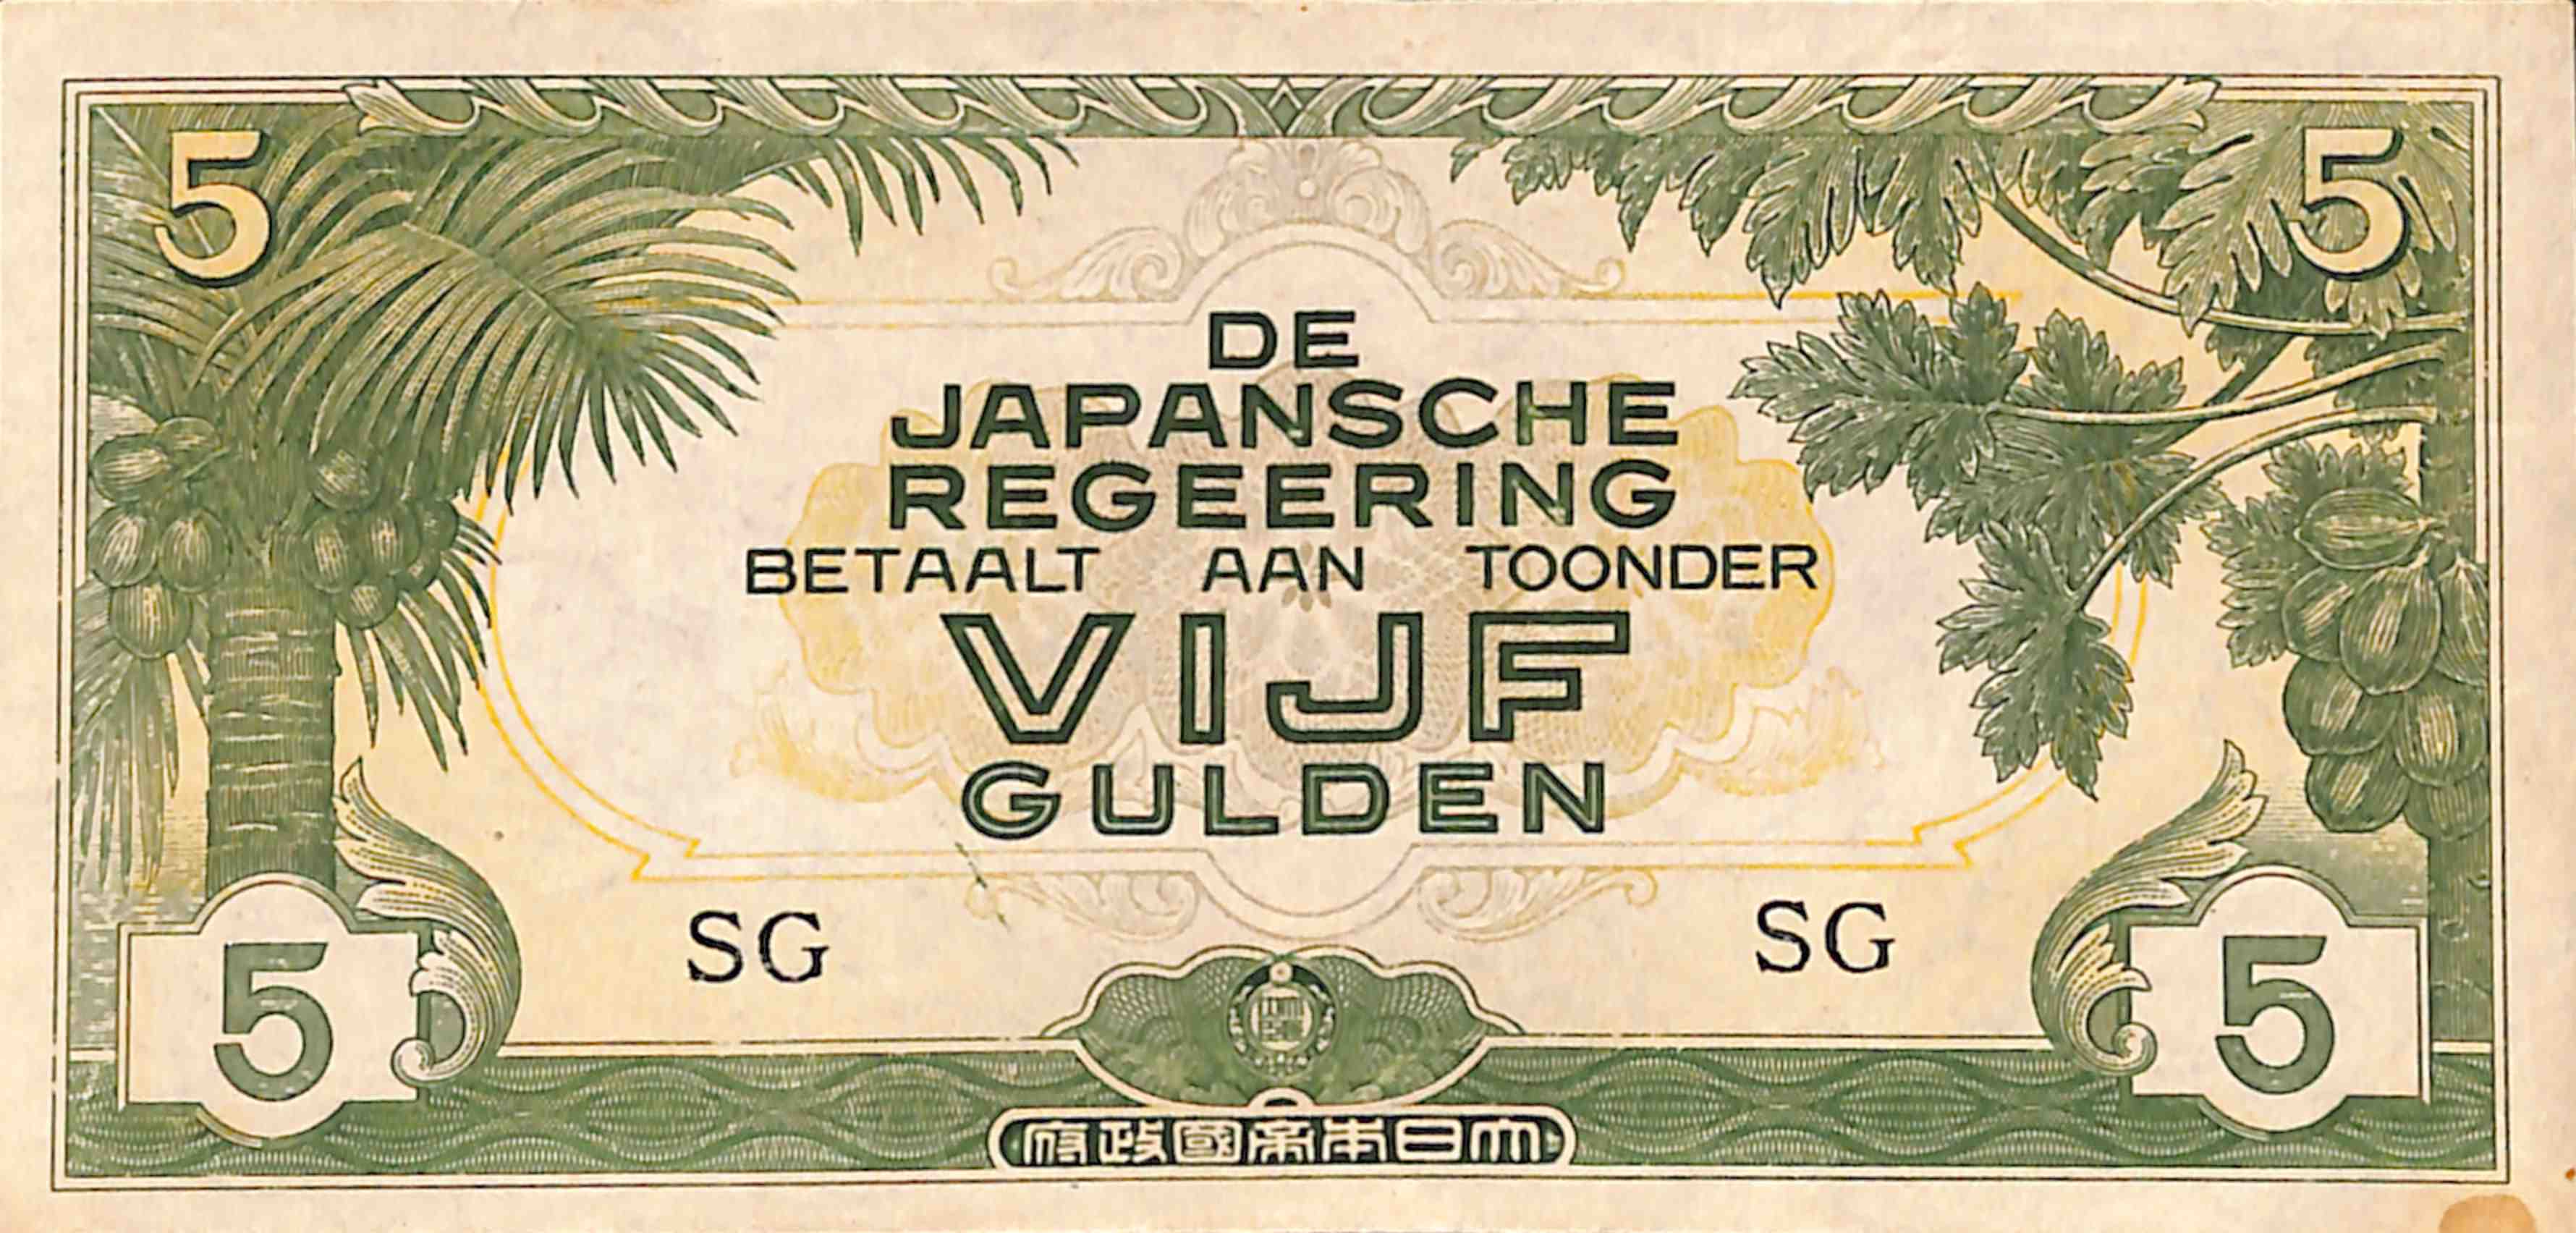 5 5
DE
JAPANSCHE
REGEERING
BETAALT AAN TOONDER
VIJF
GULDEN
SG SG
5 5
府政國帝本日大